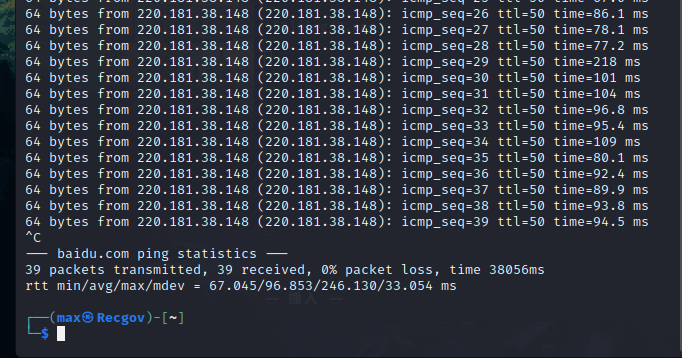 64 bytes from 220.181.38.148 (220.181.38.148): icmp_seq=26 ttl=50 time=86.1 ms
64 bytes from 220.181.38.148 (220.181.38.148): icmp_seq=27 ttl=50 time=78.1 ms
64 bytes from 220.181.38.148 (220.181.38.148): icmp_seq=28 ttl=50 time=77.2 ms
64 bytes from 220.181.38.148 (220.181.38.148): icmp_seq=29 ttl=50 time=218 ms
64 bytes from 220.181.38.148 (220.181.38.148): icmp_seq=30 ttl=50 time=101 ms
64 bytes from 220.181.38.148 (220.181.38.148): icmp_seq=31 ttl=50 time=104 ms
64 bytes from 220.181.38.148 (220.181.38.148): icmp_seq=32 ttl=50 time=96.8 ms
64 bytes from 220.181.38.148 (220.181.38.148): icmp_seq=33 ttl=50 time=95.4 ms
64 bytes from 220.181.38.148 (220.181.38.148): icmp_seq=34 ttl=50 time=109 ms
64 bytes from 220.181.38.148 (220.181.38.148): icmp_seq=35 ttl=50 time=80.1 ms
64 bytes from 220.181.38.148 (220.181.38.148): icmp_seq=36 ttl=50 time=92.4 ms
64 bytes from 220.181.38.148 (220.181.38.148): icmp_seq=37 ttl=50 time=89.9 ms
64 bytes from 220.181.38.148 (220.181.38.148): icmp_seq=38 ttl=50 time=93.8 ms
64 bytes from 220.181.38.148 (220.181.38.148): icmp_seq=39 ttl=50 time=94.5 ms
^C
--- baidu.com ping statistics ---
39 packets transmitted, 39 received, 0% packet loss, time 38056ms
rtt min/avg/max/mdev = 67.045/96.853/246.130/33.054 ms
┌──(max㉿Recgov)-[~]
└─$